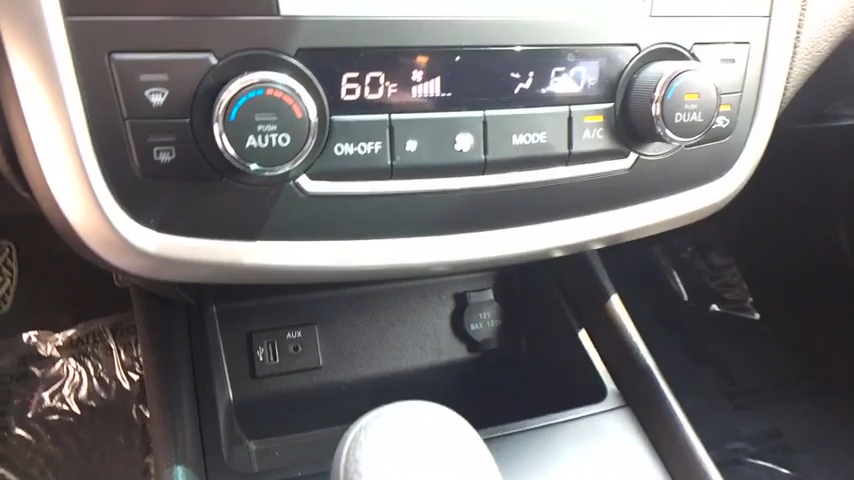 60°F
60°F
PUSH
AUTO
ON·OFF
MODE
A/C
PUSH
DUAL
AUX
12V
MAX 120W